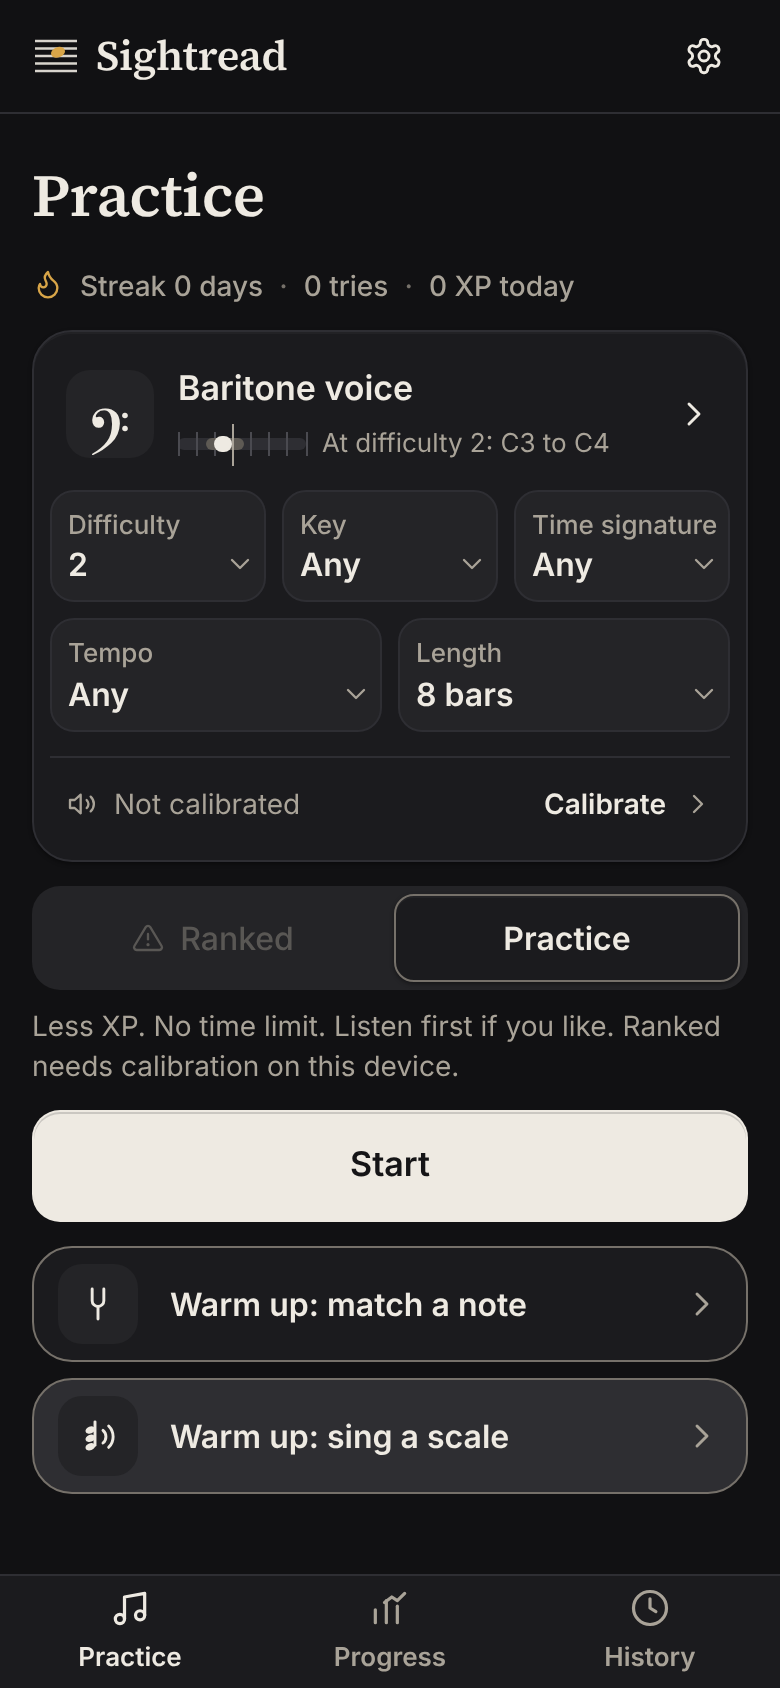 Sightread
Practice
Streak 0 days · 0 tries · 0 XP today
Baritone voice
At difficulty 2: C3 to C4
Difficulty
2
Key
Any
Time signature
Any
Tempo
Any
Length
8 bars
Not calibrated
Calibrate
Ranked
Practice
Less XP. No time limit. Listen first if you like. Ranked
needs calibration on this device.
Start
Warm up: match a note
Warm up: sing a scale
Practice
Progress
History